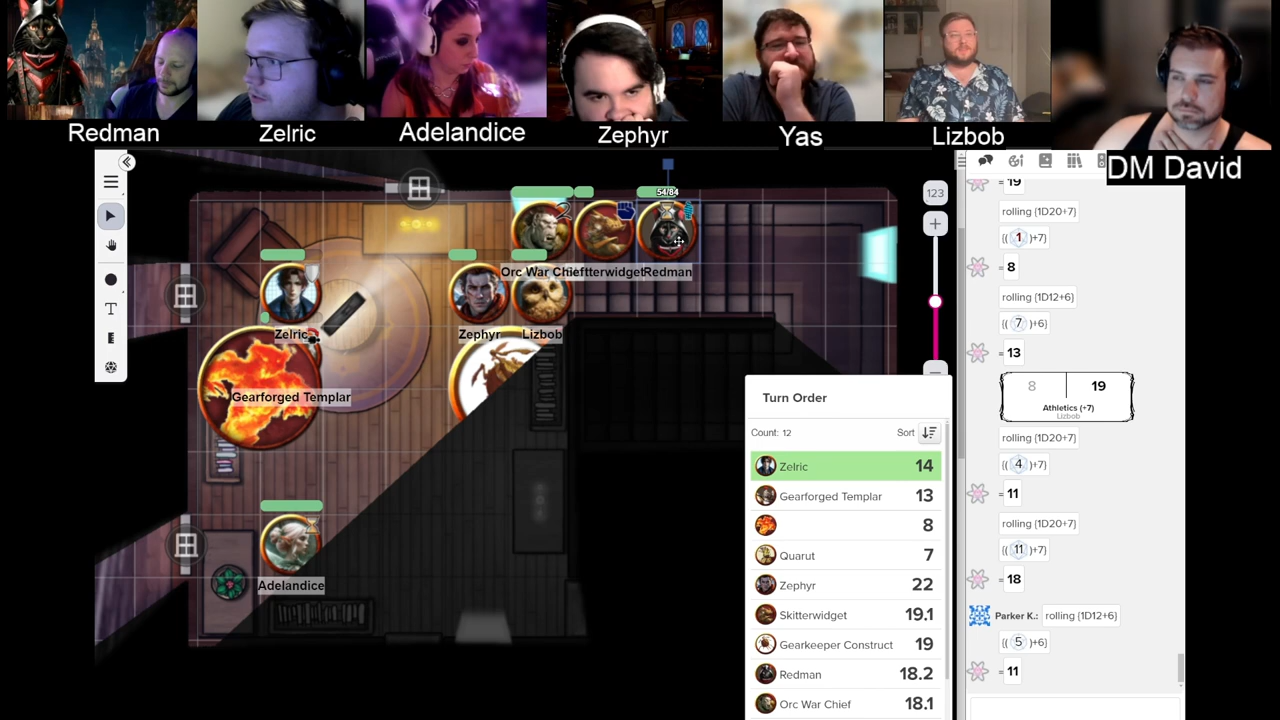 Redman
Zelric
Adelandice
Zephyr
Yas
Lizbob
DM David
54/84
2
Orc War Chief
tterwidget
Redman
Zelric
Zephyr
Lizbob
Gearforged Templar
Adelandice
123
Turn Order
Count: 12
Sort
Zelric 14
Gearforged Templar 13
8
Quarut 7
Zephyr 22
Skitterwidget 19.1
Gearkeeper Construct 19
Redman 18.2
Orc War Chief 18.1
= 19
rolling (1D20+7)
((1)+7)
= 8
rolling (1D12+6)
((7)+6)
= 13
8 19
Athletics (+7)
Lizbob
rolling (1D20+7)
((4)+7)
= 11
rolling (1D20+7)
((11)+7)
= 18
Parker K.: rolling (1D12+6)
((5)+6)
= 11